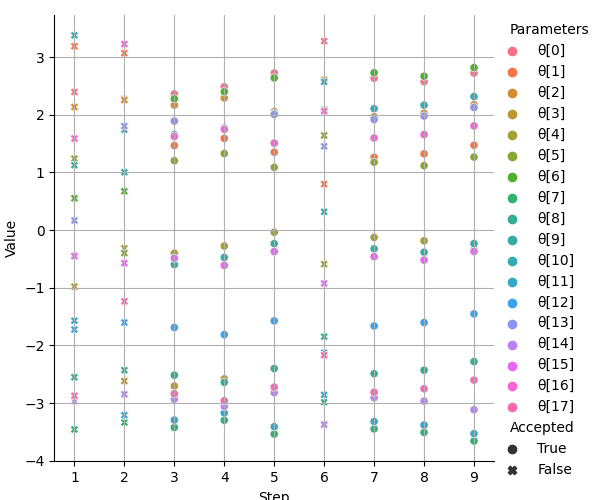 Value
3
2
1
0
−1
−2
−3
−4
1 2 3 4 5 6 7 8 9
Step
Parameters
θ[0]
θ[1]
θ[2]
θ[3]
θ[4]
θ[5]
θ[6]
θ[7]
θ[8]
θ[9]
θ[10]
θ[11]
θ[12]
θ[13]
θ[14]
θ[15]
θ[16]
θ[17]
Accepted
True
False